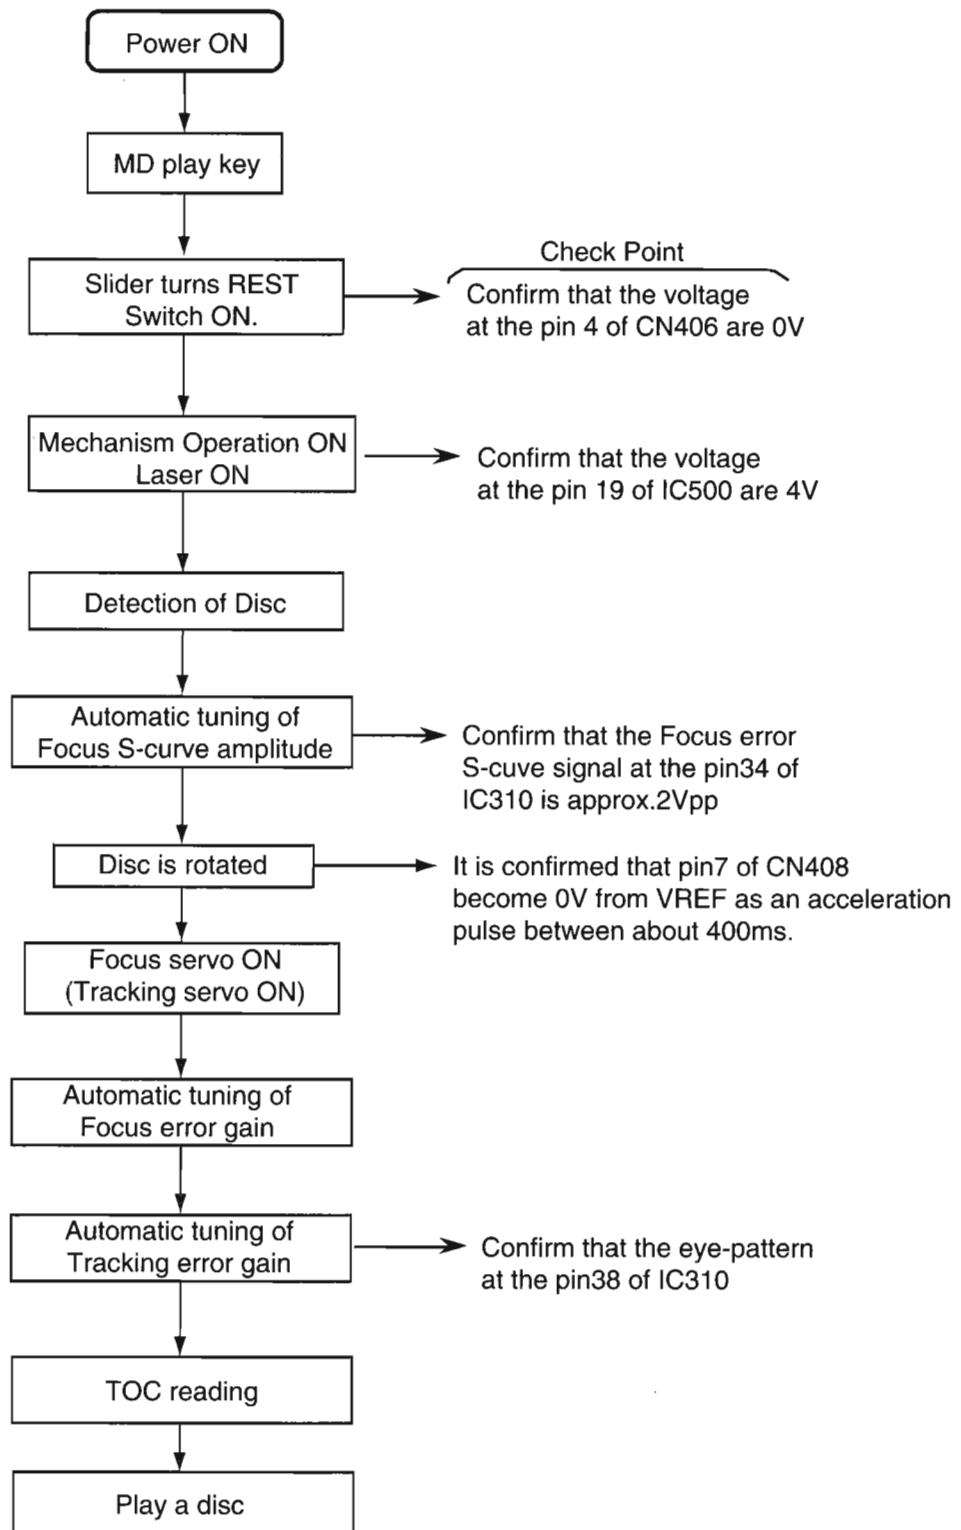 Power ON
MD play key
Slider turns REST
Switch ON.
Check Point
Confirm that the voltage
at the pin 4 of CN406 are 0V
Mechanism Operation ON
Laser ON
Confirm that the voltage
at the pin 19 of IC500 are 4V
Detection of Disc
Automatic tuning of
Focus S-curve amplitude
Confirm that the Focus error
S-cuve signal at the pin34 of
IC310 is approx.2Vpp
Disc is rotated
It is confirmed that pin7 of CN408
become 0V from VREF as an acceleration
pulse between about 400ms.
Focus servo ON
(Tracking servo ON)
Automatic tuning of
Focus error gain
Automatic tuning of
Tracking error gain
Confirm that the eye-pattern
at the pin38 of IC310
TOC reading
Play a disc